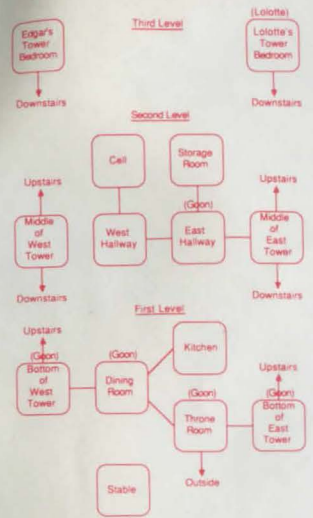 Third Level
(Lolotte)
Edgar's
Tower
Bedroom
Lolotte's
Tower
Bedroom
Downstairs
Downstairs
Second Level
Cell
Storage
Room
Upstairs
Upstairs
(Goon)
Middle
of
West
Tower
West
Hallway
East
Hallway
Middle
of
East
Tower
Downstairs
Downstairs
First Level
Upstairs
Kitchen
(Goon)
Bottom
of
West
Tower
(Goon)
Dining
Room
Upstairs
(Goon)
Throne
Room
(Goon)
Bottom
of
East
Tower
Outside
Stable